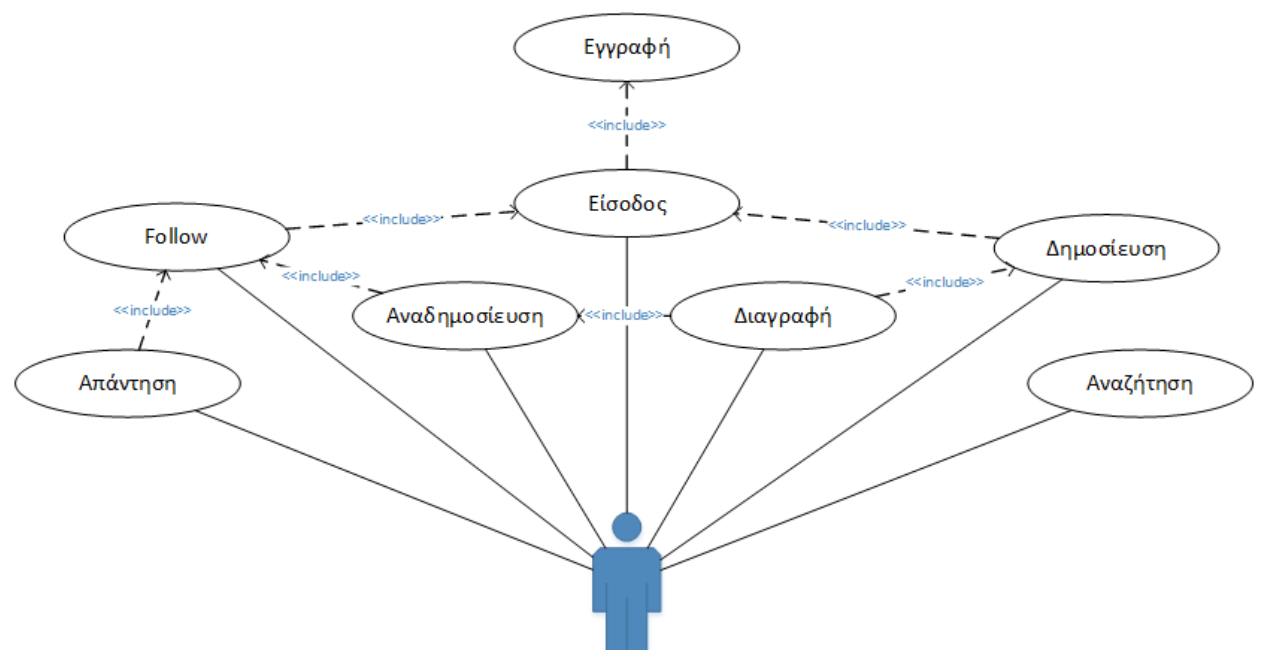 Εγγραφή
<<include>>
Είσοδος
<<include>>
<<include>>
Follow
Δημοσίευση
<<include>>
<<include>>
<<include>>
Αναδημοσίευση
<<include>>
Διαγραφή
Απάντηση
Αναζήτηση